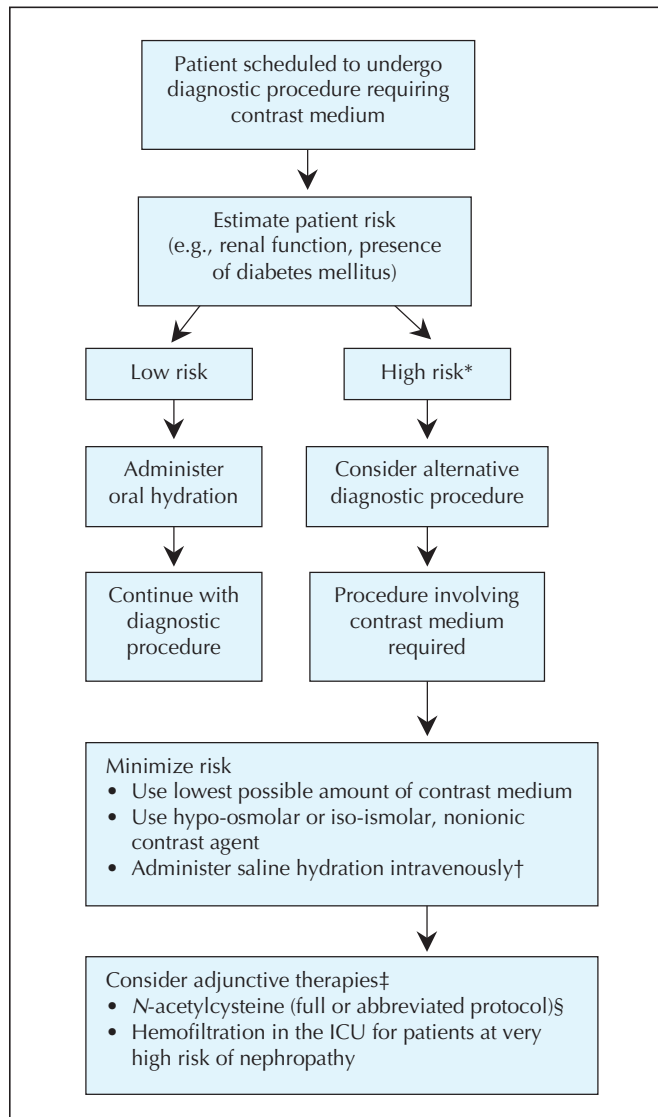 Patient scheduled to undergo
diagnostic procedure requiring
contrast medium
Estimate patient risk
(e.g., renal function, presence
of diabetes mellitus)
Low risk
High risk*
Administer
oral hydration
Consider alternative
diagnostic procedure
Continue with
diagnostic
procedure
Procedure involving
contrast medium
required
Minimize risk
• Use lowest possible amount of contrast medium
• Use hypo-osmolar or iso-ismolar, nonionic
contrast agent
• Administer saline hydration intravenously†
Consider adjunctive therapies‡
• N-acetylcysteine (full or abbreviated protocol)§
• Hemofiltration in the ICU for patients at very
high risk of nephropathy